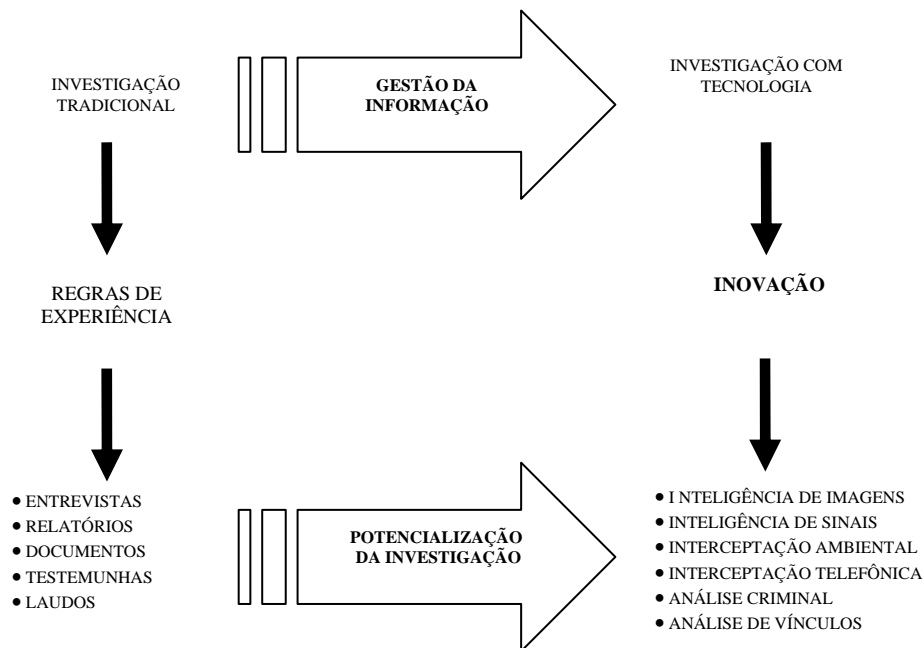 INVESTIGAÇÃO
TRADICIONAL
GESTÃO DA
INFORMAÇÃO
INVESTIGAÇÃO COM
TECNOLOGIA
REGRAS DE
EXPERIÊNCIA
INOVAÇÃO
• ENTREVISTAS
• RELATÓRIOS
• DOCUMENTOS
• TESTEMUNHAS
• LAUDOS
POTENCIALIZAÇÃO
DA INVESTIGAÇÃO
• I NTELIGÊNCIA DE IMAGENS
• INTELIGÊNCIA DE SINAIS
• INTERCEPTAÇÃO AMBIENTAL
• INTERCEPTAÇÃO TELEFÔNICA
• ANÁLISE CRIMINAL
• ANÁLISE DE VÍNCULOS